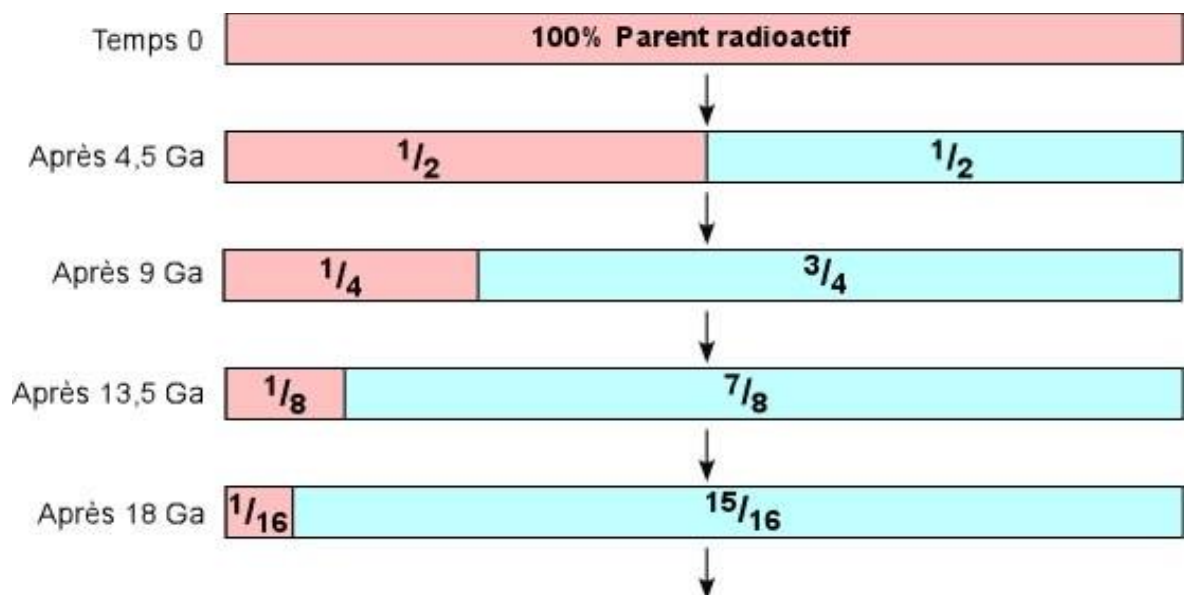 Temps 0 100% Parent radioactif
Après 4,5 Ga 1/2 1/2
Après 9 Ga 1/4 3/4
Après 13,5 Ga 1/8 7/8
Après 18 Ga 1/16 15/16